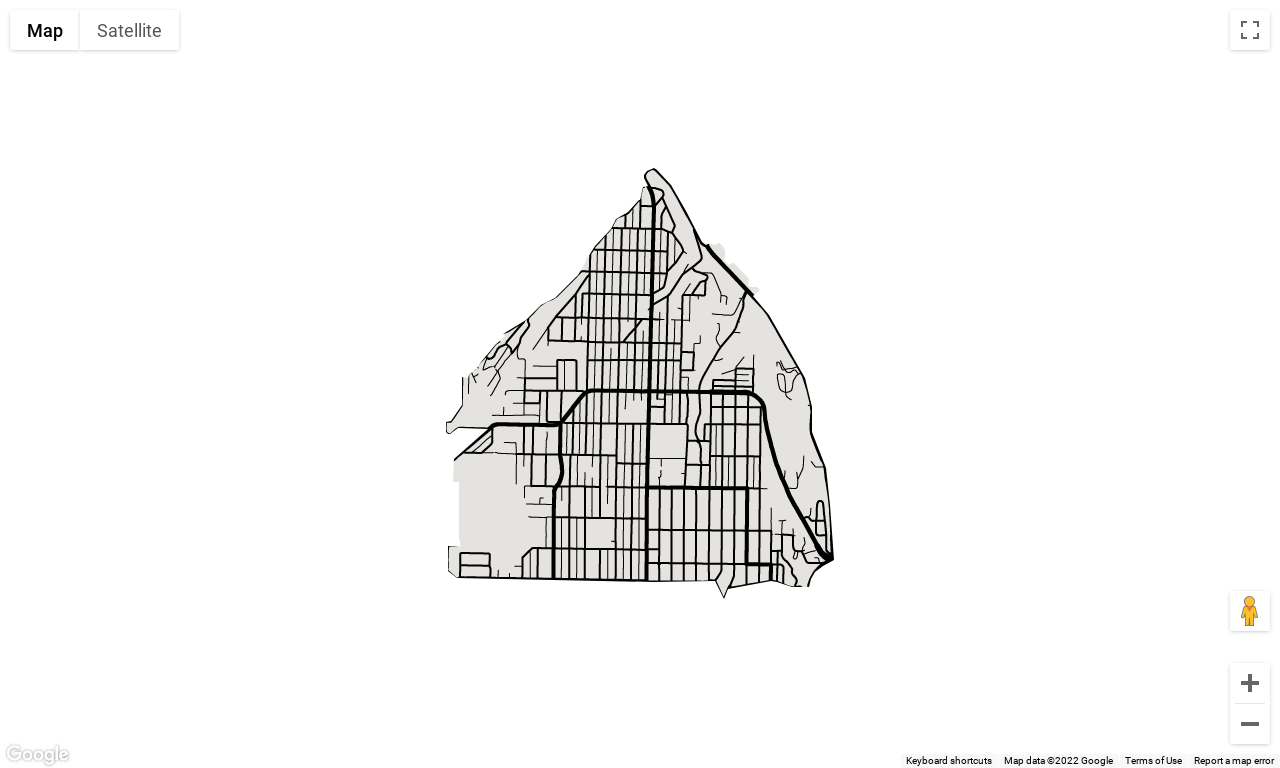 Map
Satellite
Google
Keyboard shortcuts
Map data ©2022 Google
Terms of Use
Report a map error